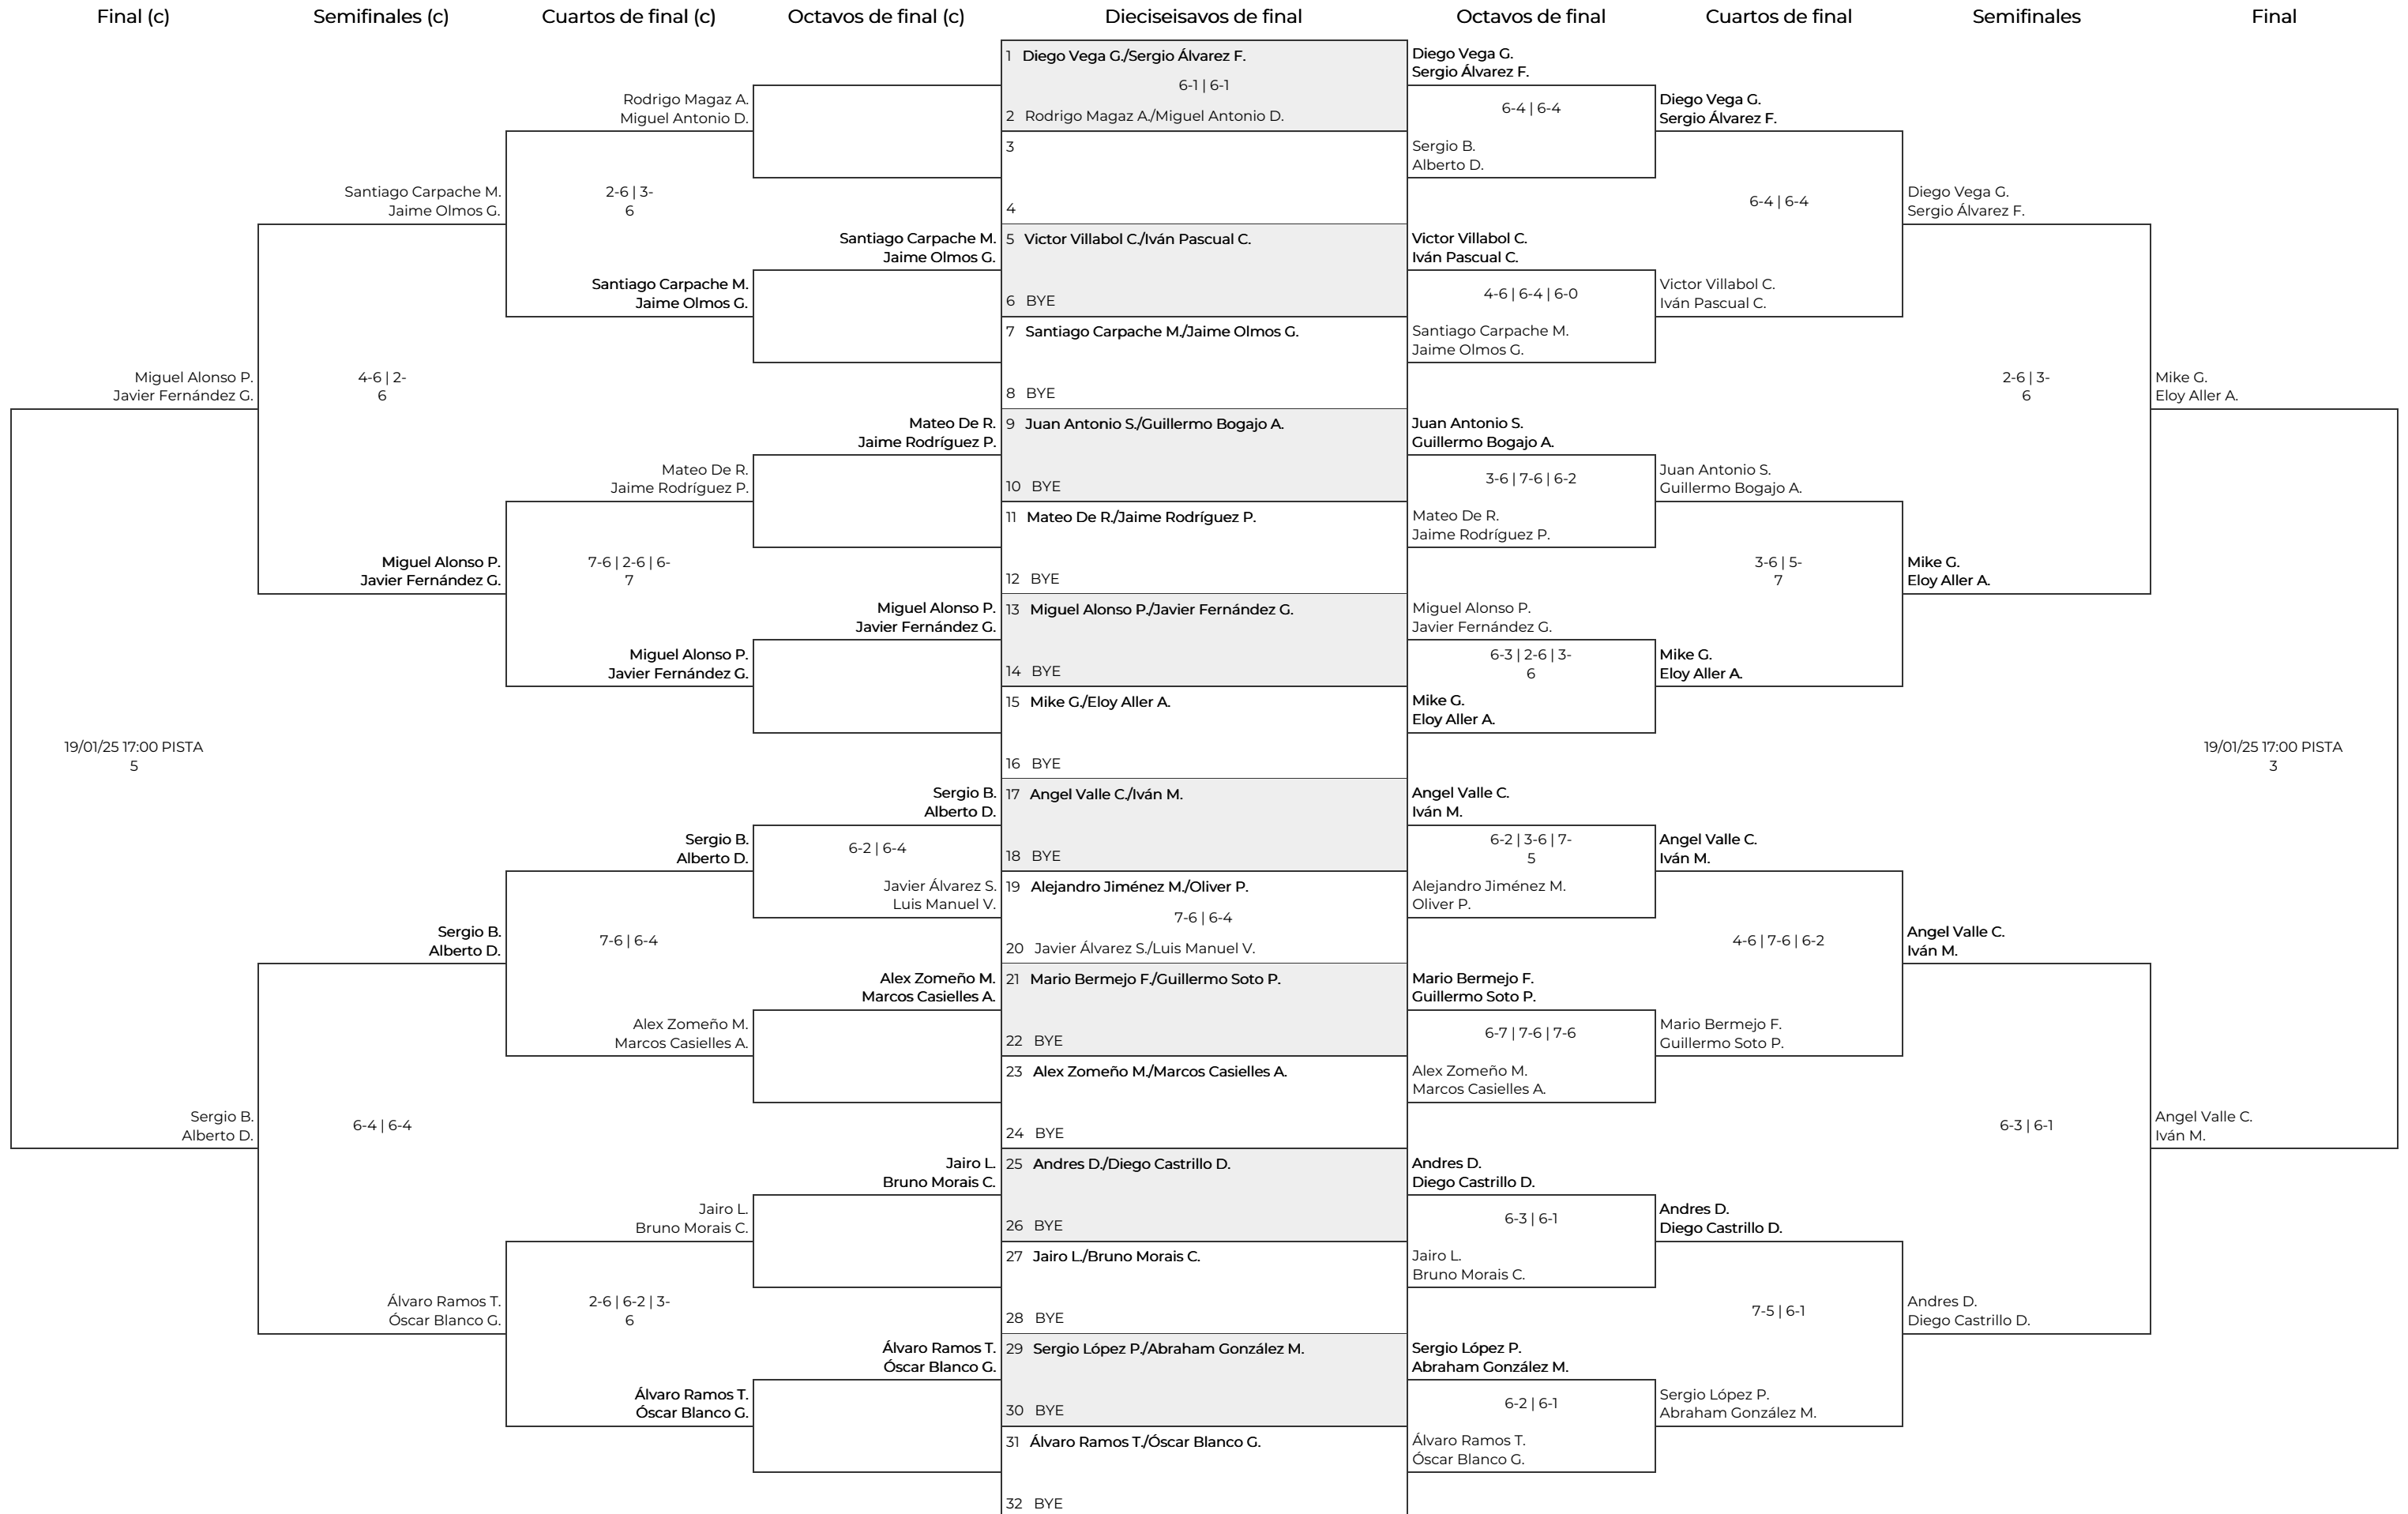 Final (c)
Semifinales (c)
Cuartos de final (c)
Octavos de final (c)
Dieciseisavos de final
Octavos de final
Cuartos de final
Semifinales
Final
Miguel Alonso P.
Javier Fernández G.
19/01/25 17:00 PISTA
5
Sergio B.
Alberto D.
Santiago Carpache M.
Jaime Olmos G.
4-6 | 2-
6
Miguel Alonso P.
Javier Fernández G.
Sergio B.
Alberto D.
6-4 | 6-4
Álvaro Ramos T.
Óscar Blanco G.
Rodrigo Magaz A.
Miguel Antonio D.
2-6 | 3-
6
Santiago Carpache M.
Jaime Olmos G.
Mateo De R.
Jaime Rodríguez P.
7-6 | 2-6 | 6-
7
Miguel Alonso P.
Javier Fernández G.
Sergio B.
Alberto D.
7-6 | 6-4
Alex Zomeño M.
Marcos Casielles A.
Jairo L.
Bruno Morais C.
2-6 | 6-2 | 3-
6
Álvaro Ramos T.
Óscar Blanco G.
Santiago Carpache M.
Jaime Olmos G.
Mateo De R.
Jaime Rodríguez P.
Miguel Alonso P.
Javier Fernández G.
Sergio B.
Alberto D.
6-2 | 6-4
Javier Álvarez S.
Luis Manuel V.
Alex Zomeño M.
Marcos Casielles A.
Jairo L.
Bruno Morais C.
Álvaro Ramos T.
Óscar Blanco G.
1 Diego Vega G./Sergio Álvarez F.
6-1 | 6-1
2 Rodrigo Magaz A./Miguel Antonio D.
3
4
5 Victor Villabol C./Iván Pascual C.
6 BYE
7 Santiago Carpache M./Jaime Olmos G.
8 BYE
9 Juan Antonio S./Guillermo Bogajo A.
10 BYE
11 Mateo De R./Jaime Rodríguez P.
12 BYE
13 Miguel Alonso P./Javier Fernández G.
14 BYE
15 Mike G./Eloy Aller A.
16 BYE
17 Angel Valle C./Iván M.
18 BYE
19 Alejandro Jiménez M./Oliver P.
7-6 | 6-4
20 Javier Álvarez S./Luis Manuel V.
21 Mario Bermejo F./Guillermo Soto P.
22 BYE
23 Alex Zomeño M./Marcos Casielles A.
24 BYE
25 Andres D./Diego Castrillo D.
26 BYE
27 Jairo L./Bruno Morais C.
28 BYE
29 Sergio López P./Abraham González M.
30 BYE
31 Álvaro Ramos T./Óscar Blanco G.
32 BYE
Diego Vega G.
Sergio Álvarez F.
6-4 | 6-4
Sergio B.
Alberto D.
Victor Villabol C.
Iván Pascual C.
4-6 | 6-4 | 6-0
Santiago Carpache M.
Jaime Olmos G.
Juan Antonio S.
Guillermo Bogajo A.
3-6 | 7-6 | 6-2
Mateo De R.
Jaime Rodríguez P.
Miguel Alonso P.
Javier Fernández G.
6-3 | 2-6 | 3-
6
Mike G.
Eloy Aller A.
Angel Valle C.
Iván M.
6-2 | 3-6 | 7-
5
Alejandro Jiménez M.
Oliver P.
Mario Bermejo F.
Guillermo Soto P.
6-7 | 7-6 | 7-6
Alex Zomeño M.
Marcos Casielles A.
Andres D.
Diego Castrillo D.
6-3 | 6-1
Jairo L.
Bruno Morais C.
Sergio López P.
Abraham González M.
6-2 | 6-1
Álvaro Ramos T.
Óscar Blanco G.
Diego Vega G.
Sergio Álvarez F.
6-4 | 6-4
Victor Villabol C.
Iván Pascual C.
Juan Antonio S.
Guillermo Bogajo A.
3-6 | 5-
7
Mike G.
Eloy Aller A.
Angel Valle C.
Iván M.
4-6 | 7-6 | 6-2
Mario Bermejo F.
Guillermo Soto P.
Andres D.
Diego Castrillo D.
7-5 | 6-1
Sergio López P.
Abraham González M.
Diego Vega G.
Sergio Álvarez F.
2-6 | 3-
6
Mike G.
Eloy Aller A.
Angel Valle C.
Iván M.
6-3 | 6-1
Andres D.
Diego Castrillo D.
Mike G.
Eloy Aller A.
19/01/25 17:00 PISTA
3
Angel Valle C.
Iván M.